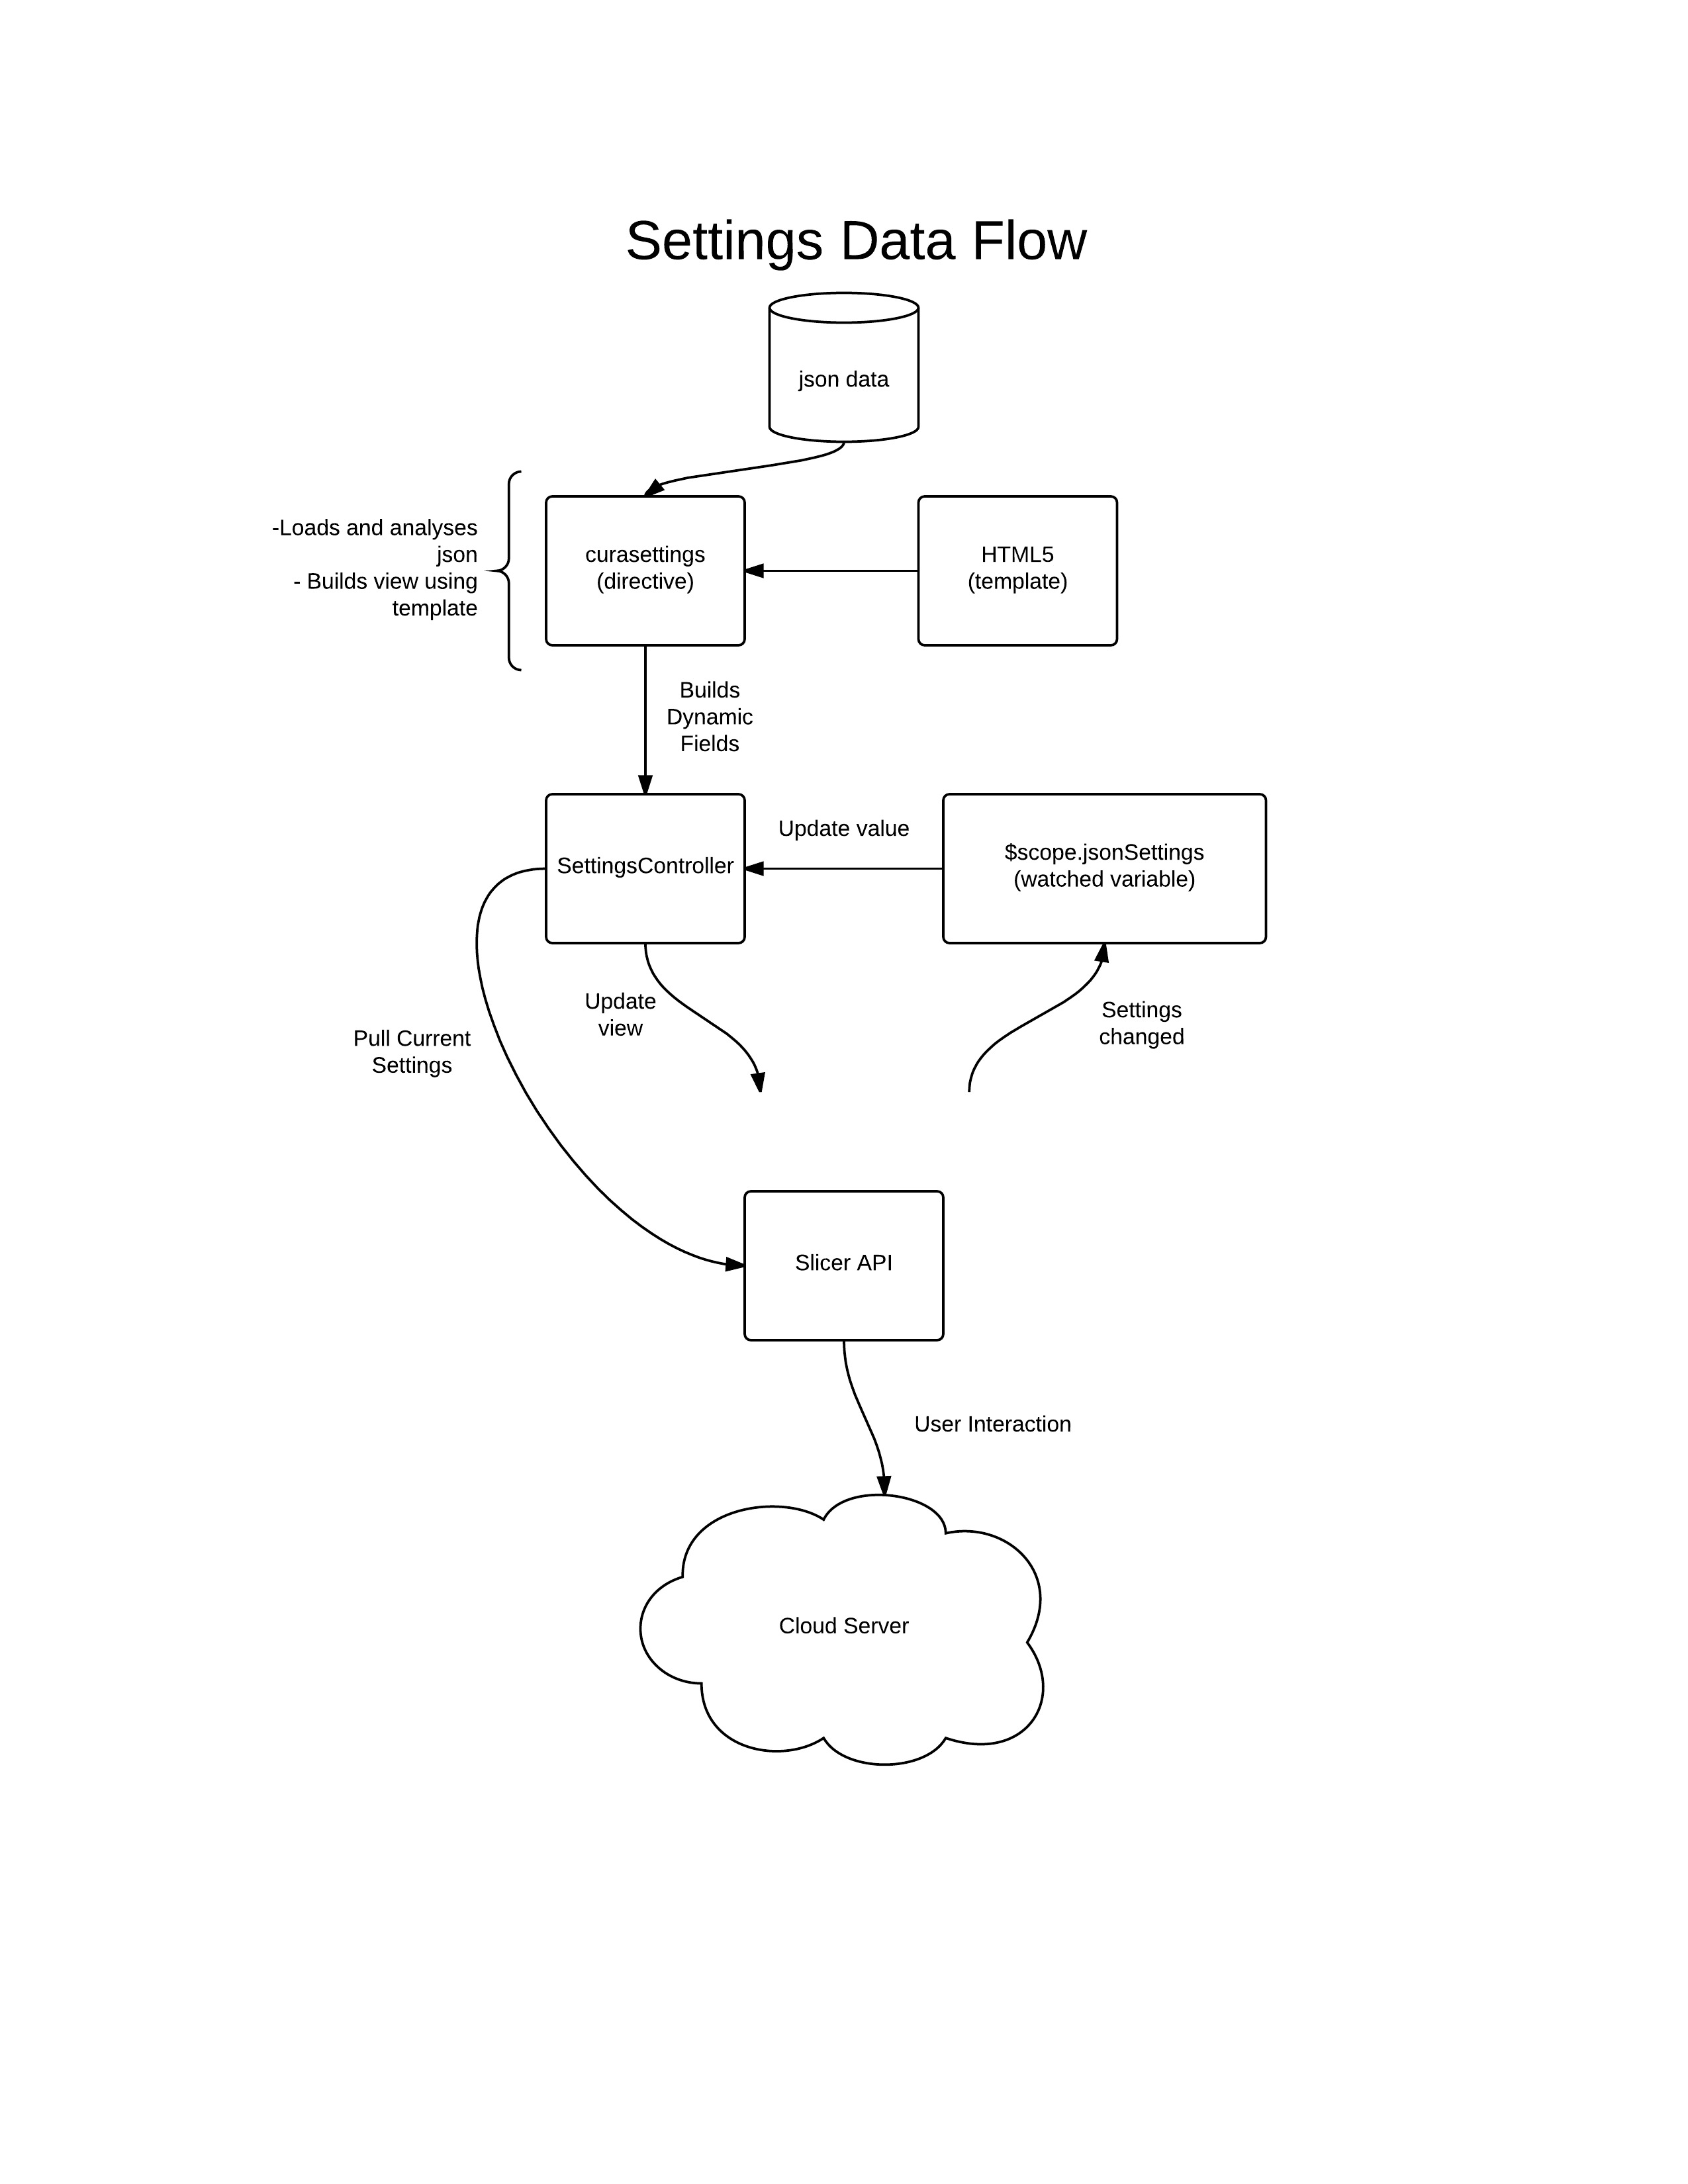 Settings Data Flow
json data
-Loads and analyses
json
- Builds view using
template
curasettings
(directive)
HTML5
(template)
Builds
Dynamic
Fields
SettingsController
Update value
$scope.jsonSettings
(watched variable)
Update
view
Settings
changed
Pull Current
Settings
Slicer API
User Interaction
Cloud Server